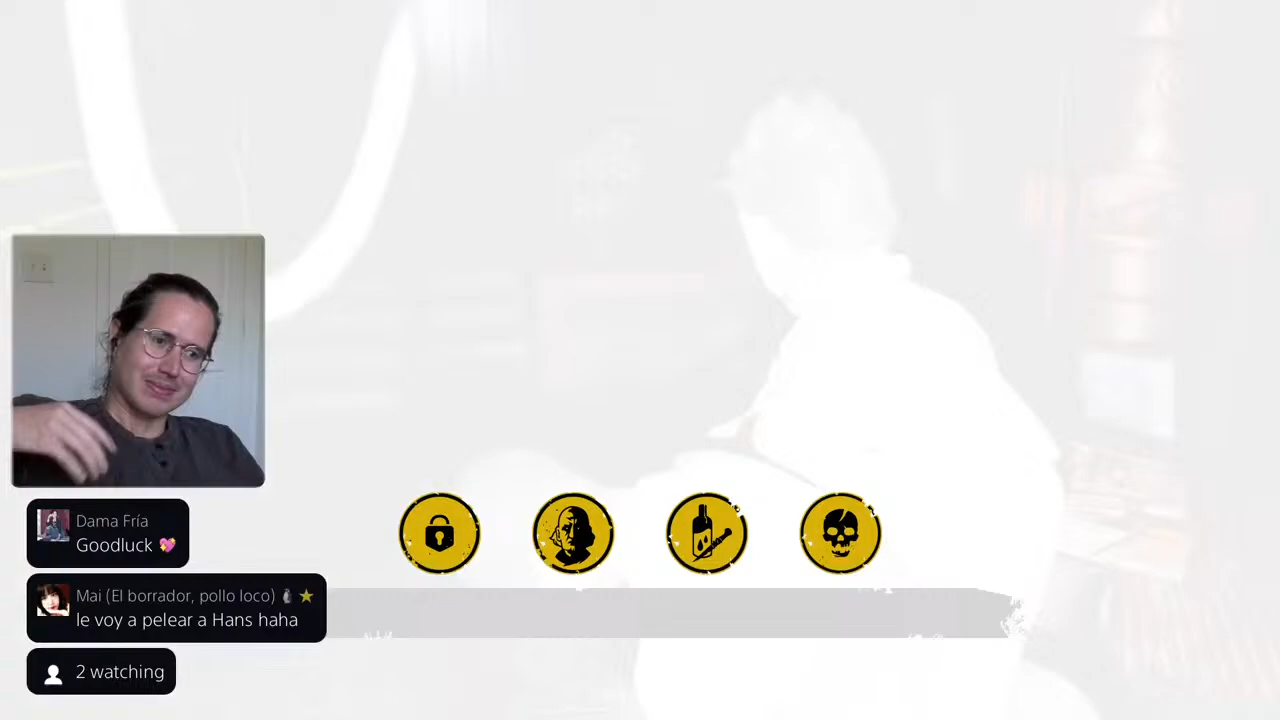 Dama Fría
Goodluck 💖
Mai (El borrador, pollo loco) 🐧 ⭐
le voy a pelear a Hans haha
2 watching